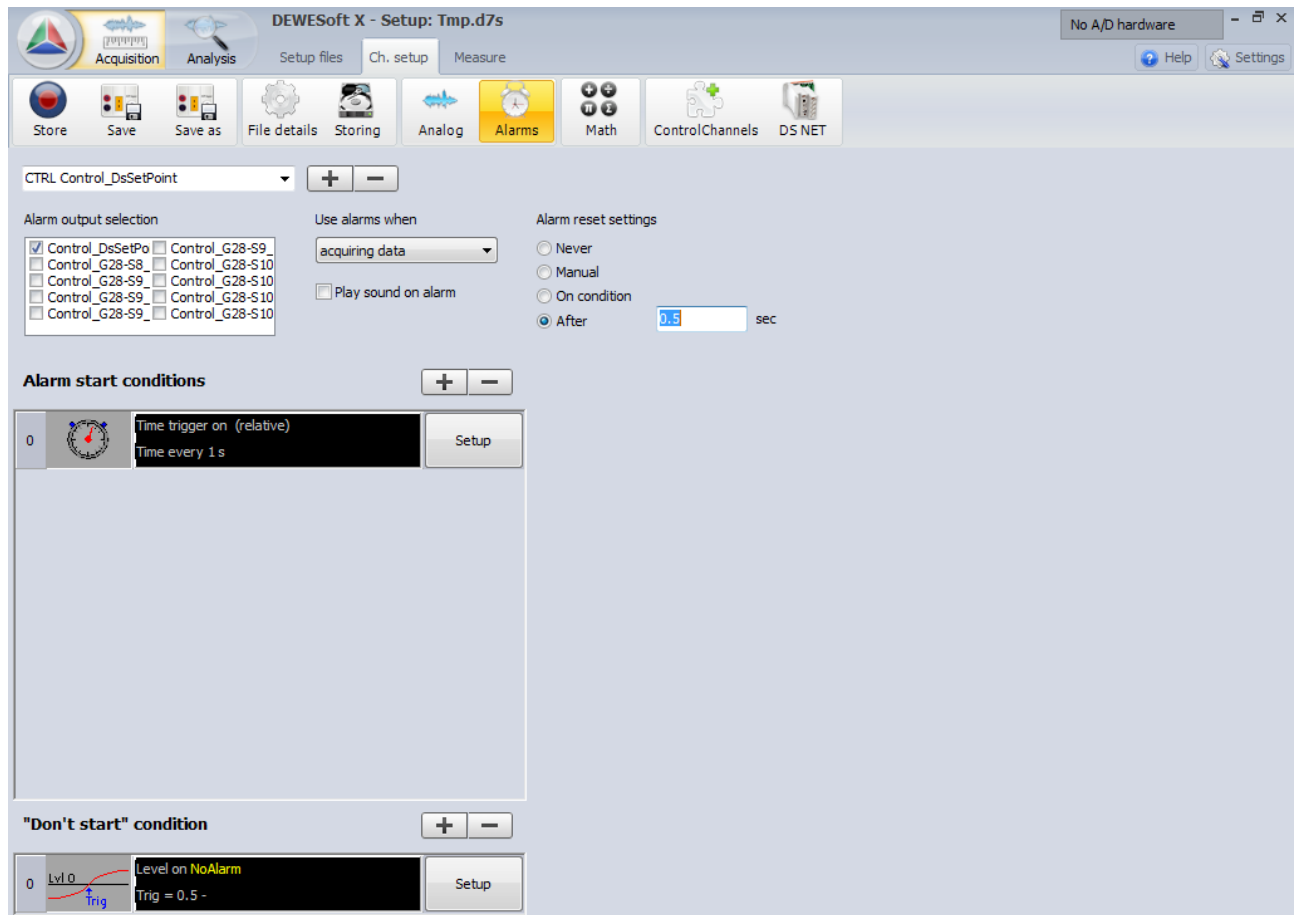 DEWESoft X - Setup: Tmp.d7s
No A/D hardware
Acquisition Analysis Setup files Ch. setup Measure
Help Settings
Store Save Save as File details Storing Analog Alarms Math ControlChannels DS NET
CTRL Control_DsSetPoint
Alarm output selection Use alarms when Alarm reset settings
Control_DsSetPo Control_G28-S9_
Control_G28-S8_ Control_G28-S10
Control_G28-S9_ Control_G28-S10
Control_G28-S9_ Control_G28-S10
Control_G28-S9_ Control_G28-S10
acquiring data
Play sound on alarm
Never
Manual
On condition
After 0.5 sec
Alarm start conditions
0
Time trigger on (relative)
Time every 1 s
Setup
"Don't start" condition
0
Lvl 0
Trig
Level on NoAlarm
Trig = 0.5 -
Setup